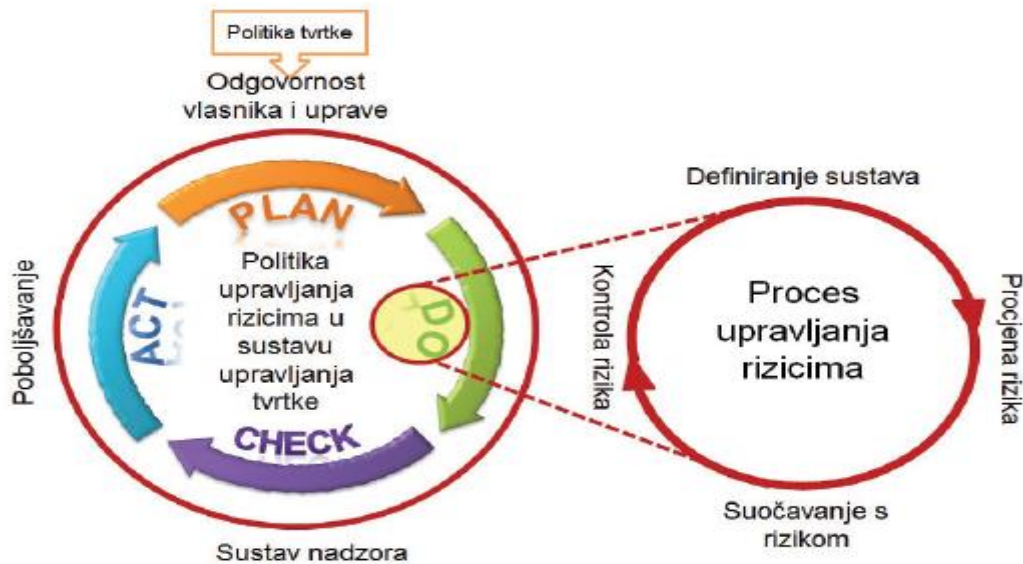 Politika tvrtke
Odgovornost
vlasnika i uprave
PLAN
DO
CHECK
ACT
Politika
upravljanja
rizicima u
sustavu
upravljanja
tvrtke
Poboljšavanje
Sustav nadzora
Definiranje sustava
Procjena rizika
Suočavanje s
rizikom
Kontrola rizika
Proces
upravljanja
rizicima